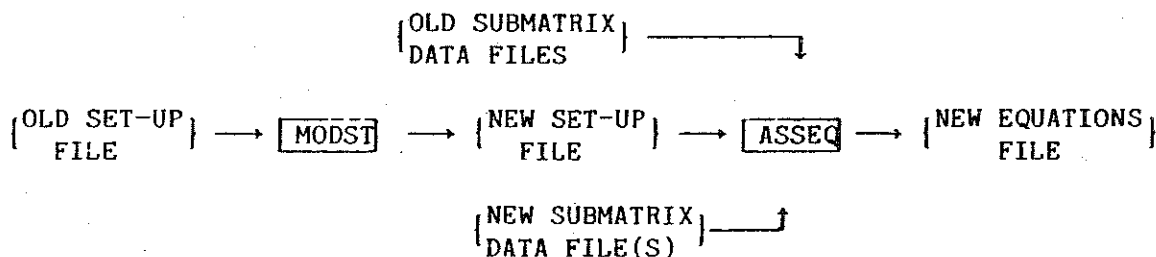 OLD SUBMATRIX
DATA FILES
OLD SET-UP
FILE
MODST
NEW SET-UP
FILE
ASSEQ
NEW EQUATIONS
FILE
NEW SUBMATRIX
DATA FILE(S)